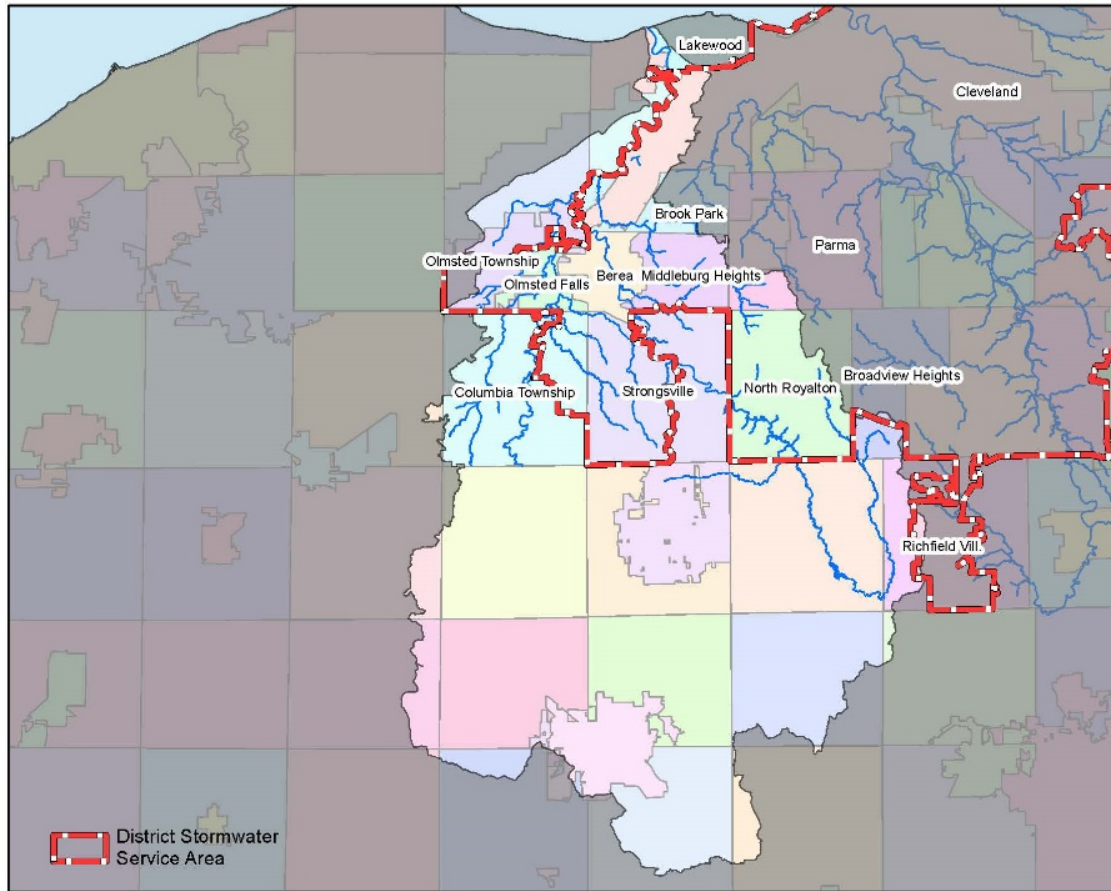 Lakewood
Cleveland
Brook Park
Parma
Olmsted Township
Berea
Middleburg Heights
Olmsted Falls
Broadview Heights
Columbia Township
Strongsville
North Royalton
Richfield Vill.
District Stormwater
Service Area